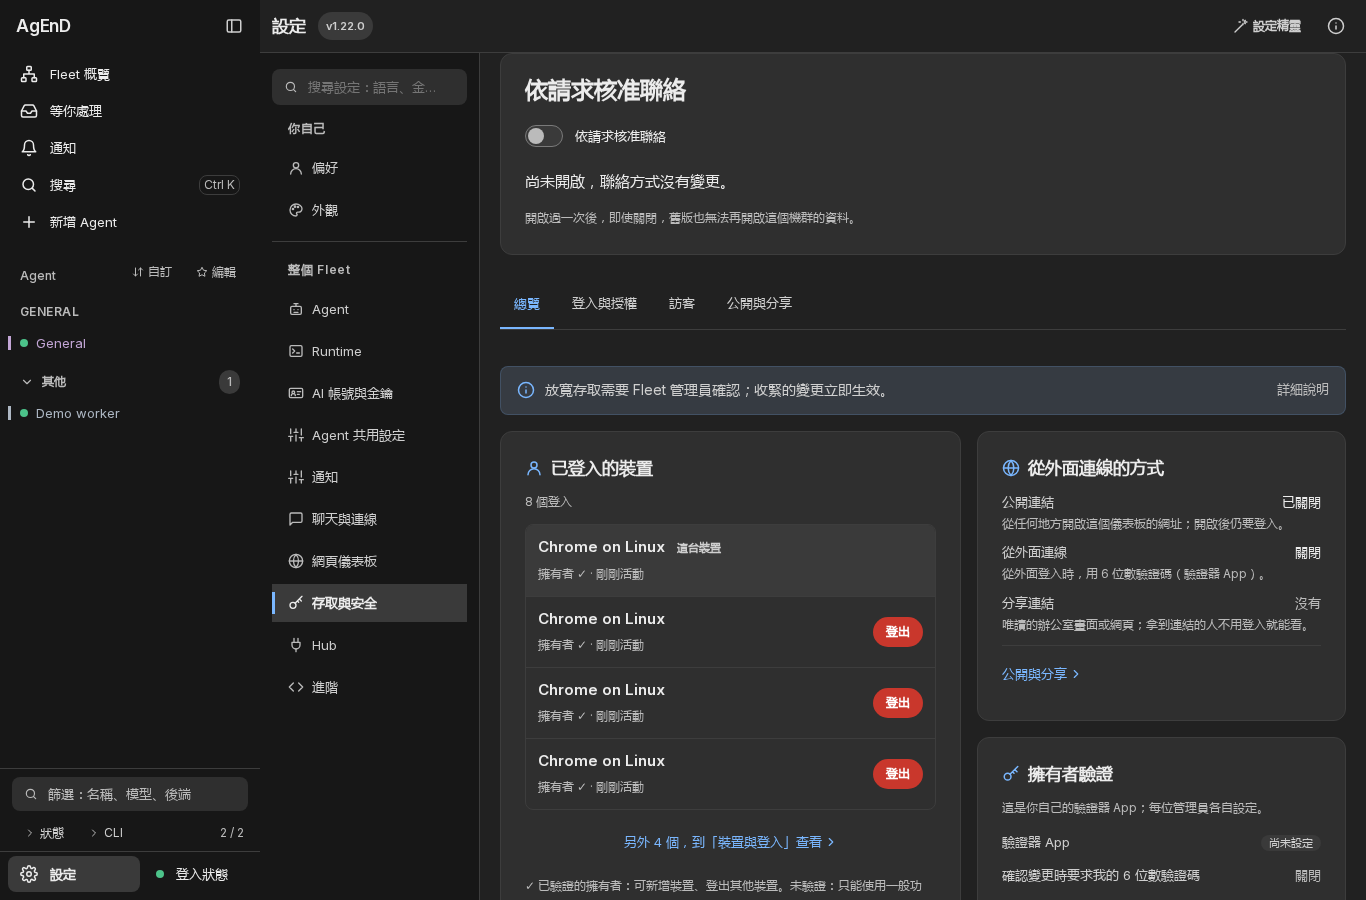 AgEnD
Fleet 概覽
等你處理
通知
搜尋 Ctrl K
新增 Agent
Agent 自訂 編輯
GENERAL
General
其他 1
Demo worker
篩選：名稱、模型、後端
狀態 CLI 2 / 2
設定 登入狀態
設定 v1.22.0 設定精靈
搜尋設定：語言、金…
你自己
偏好
外觀
整個 Fleet
Agent
Runtime
AI 帳號與金鑰
Agent 共用設定
通知
聊天與連線
網頁儀表板
存取與安全
Hub
進階
依請求核准聯絡
依請求核准聯絡
尚未開啟，聯絡方式沒有變更。
開啟過一次後，即使關閉，舊版也無法再開啟這個機群的資料。
總覽 登入與授權 訪客 公開與分享
放寬存取需要 Fleet 管理員確認；收緊的變更立即生效。 詳細說明
已登入的裝置
8 個登入
Chrome on Linux 這台裝置
擁有者 ✓ · 剛剛活動
Chrome on Linux
擁有者 ✓ · 剛剛活動
登出
Chrome on Linux
擁有者 ✓ · 剛剛活動
登出
Chrome on Linux
擁有者 ✓ · 剛剛活動
登出
另外 4 個，到「裝置與登入」查看
✓ 已驗證的擁有者：可新增裝置、登出其他裝置。未驗證：只能使用一般功
從外面連線的方式
公開連結 已關閉
從任何地方開啟這個儀表板的網址；開啟後仍要登入。
從外面連線 關閉
從外面登入時，用 6 位數驗證碼（驗證器 App）。
分享連結 沒有
唯讀的辦公室畫面或網頁；拿到連結的人不用登入就能看。
公開與分享
擁有者驗證
這是你自己的驗證器 App；每位管理員各自設定。
驗證器 App 尚未設定
確認變更時要求我的 6 位數驗證碼 關閉